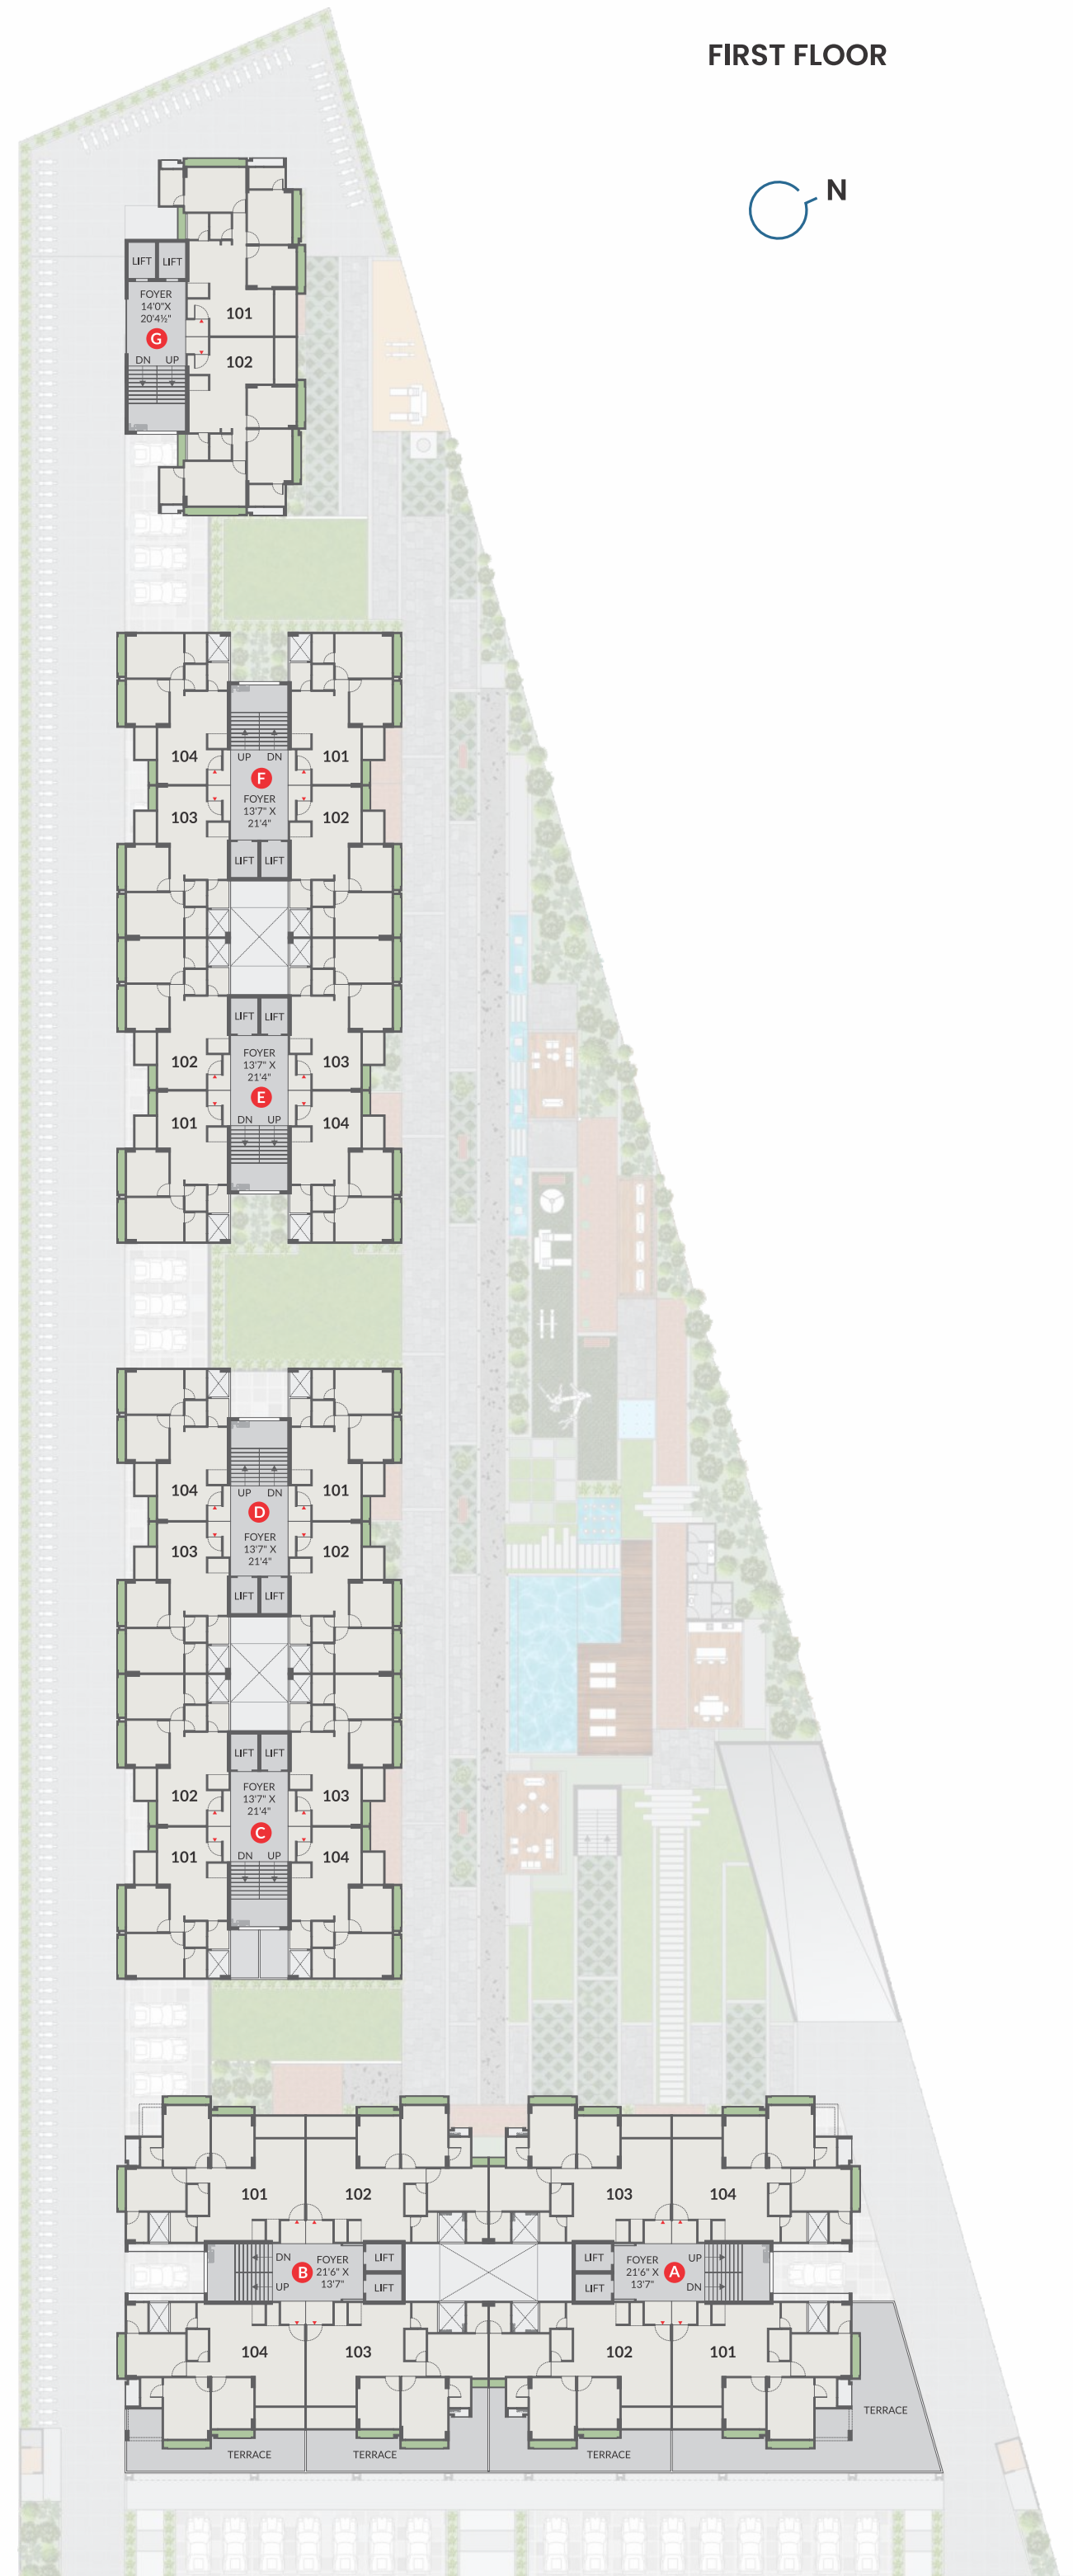 FIRST FLOOR
N
LIFT LIFT
FOYER
14'0"X
20'4½"
G
DN UP
101
102
104
UP DN
101
F
103
FOYER
13'7" X
21'4"
102
LIFT LIFT
LIFT LIFT
102
FOYER
13'7" X
21'4"
103
E
101
DN UP
104
104
UP DN
101
D
103
FOYER
13'7" X
21'4"
102
LIFT LIFT
LIFT LIFT
102
FOYER
13'7" X
21'4"
103
C
101
DN UP
104
101 102 103 104
DN
UP
B
FOYER
21'6" X
13'7"
LIFT
LIFT
LIFT
LIFT
FOYER
21'6" X
13'7"
A
UP
DN
104 103 102 101
TERRACE
TERRACE TERRACE TERRACE